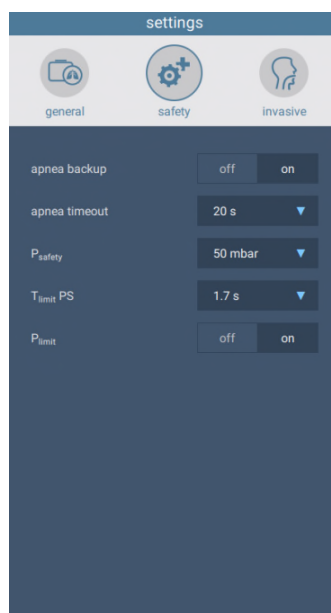 settings
general safety invasive
apnea backup off on
apnea timeout 20 s
Psafety 50 mbar
Tlimit PS 1.7 s
Plimit off on